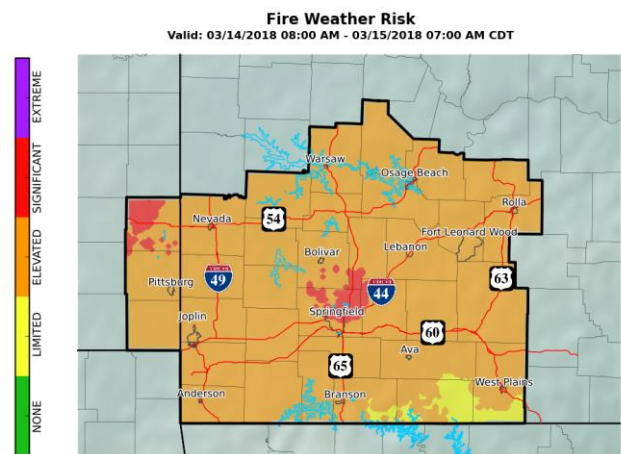 Fire Weather Risk
Valid: 03/14/2018 08:00 AM - 03/15/2018 07:00 AM CDT
EXTREME
SIGNIFICANT
ELEVATED
LIMITED
NONE
Warsaw
Osage Beach
Rolla
Nevada
54
Fort Leonard Wood
Bolivar
Lebanon
63
Pittsburg
49
44
Joplin
Springfield
60
Ava
65
West Plains
Anderson
Branson